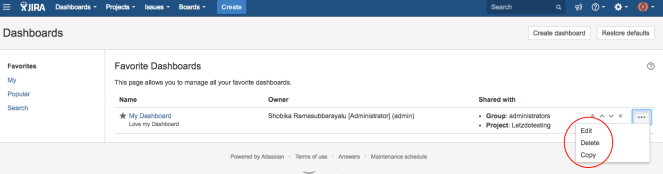 JIRA Dashboards Projects Issues Boards Create Search
Dashboards Create dashboard Restore defaults
Favorites
My
Popular
Search
Favorite Dashboards
This page allows you to manage all your favorite dashboards.
Name Owner Shared with
My Dashboard Shobika Ramasubbarayalu [Administrator] (admin) • Group: administrators
Love my Dashboard • Project: Letzdotesting
Edit
Delete
Copy
Powered by Atlassian · Terms of use · Answers · Maintenance schedule